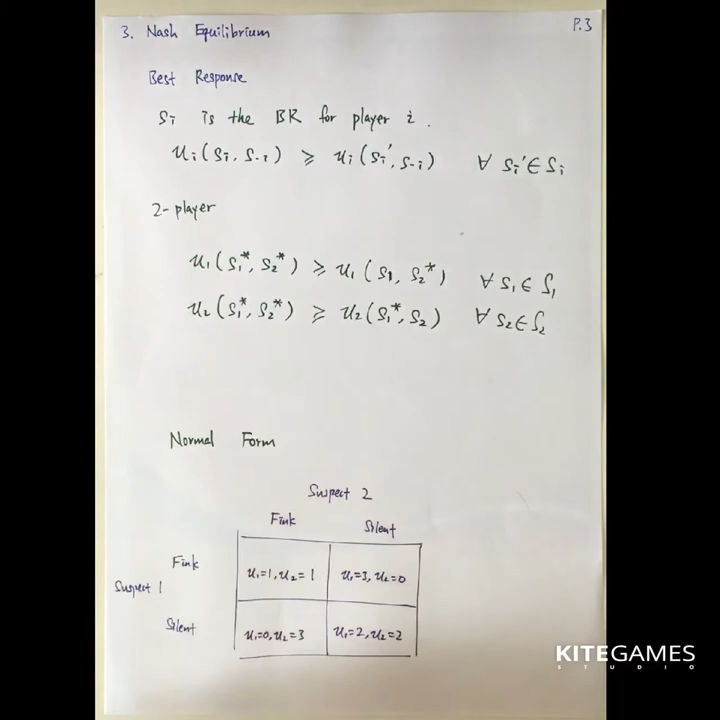 3. Nash Equilibrium
P.3
Best Response
Si is the BR for player i.
ui(si, s-i) ≥ ui(si', s-i) ∀ si' ∈ Si
2-player
u1(s1*, s2*) ≥ u1(s1, s2*) ∀ s1 ∈ S1
u2(s1*, s2*) ≥ u2(s1*, s2) ∀ s2 ∈ S2
Normal Form
Suspect 2
Fink Silent
Fink
u1=1, u2=1 u1=3, u2=0
Suspect 1
Silent
u1=0, u2=3 u1=2, u2=2
KITEGAMES
STUDIO